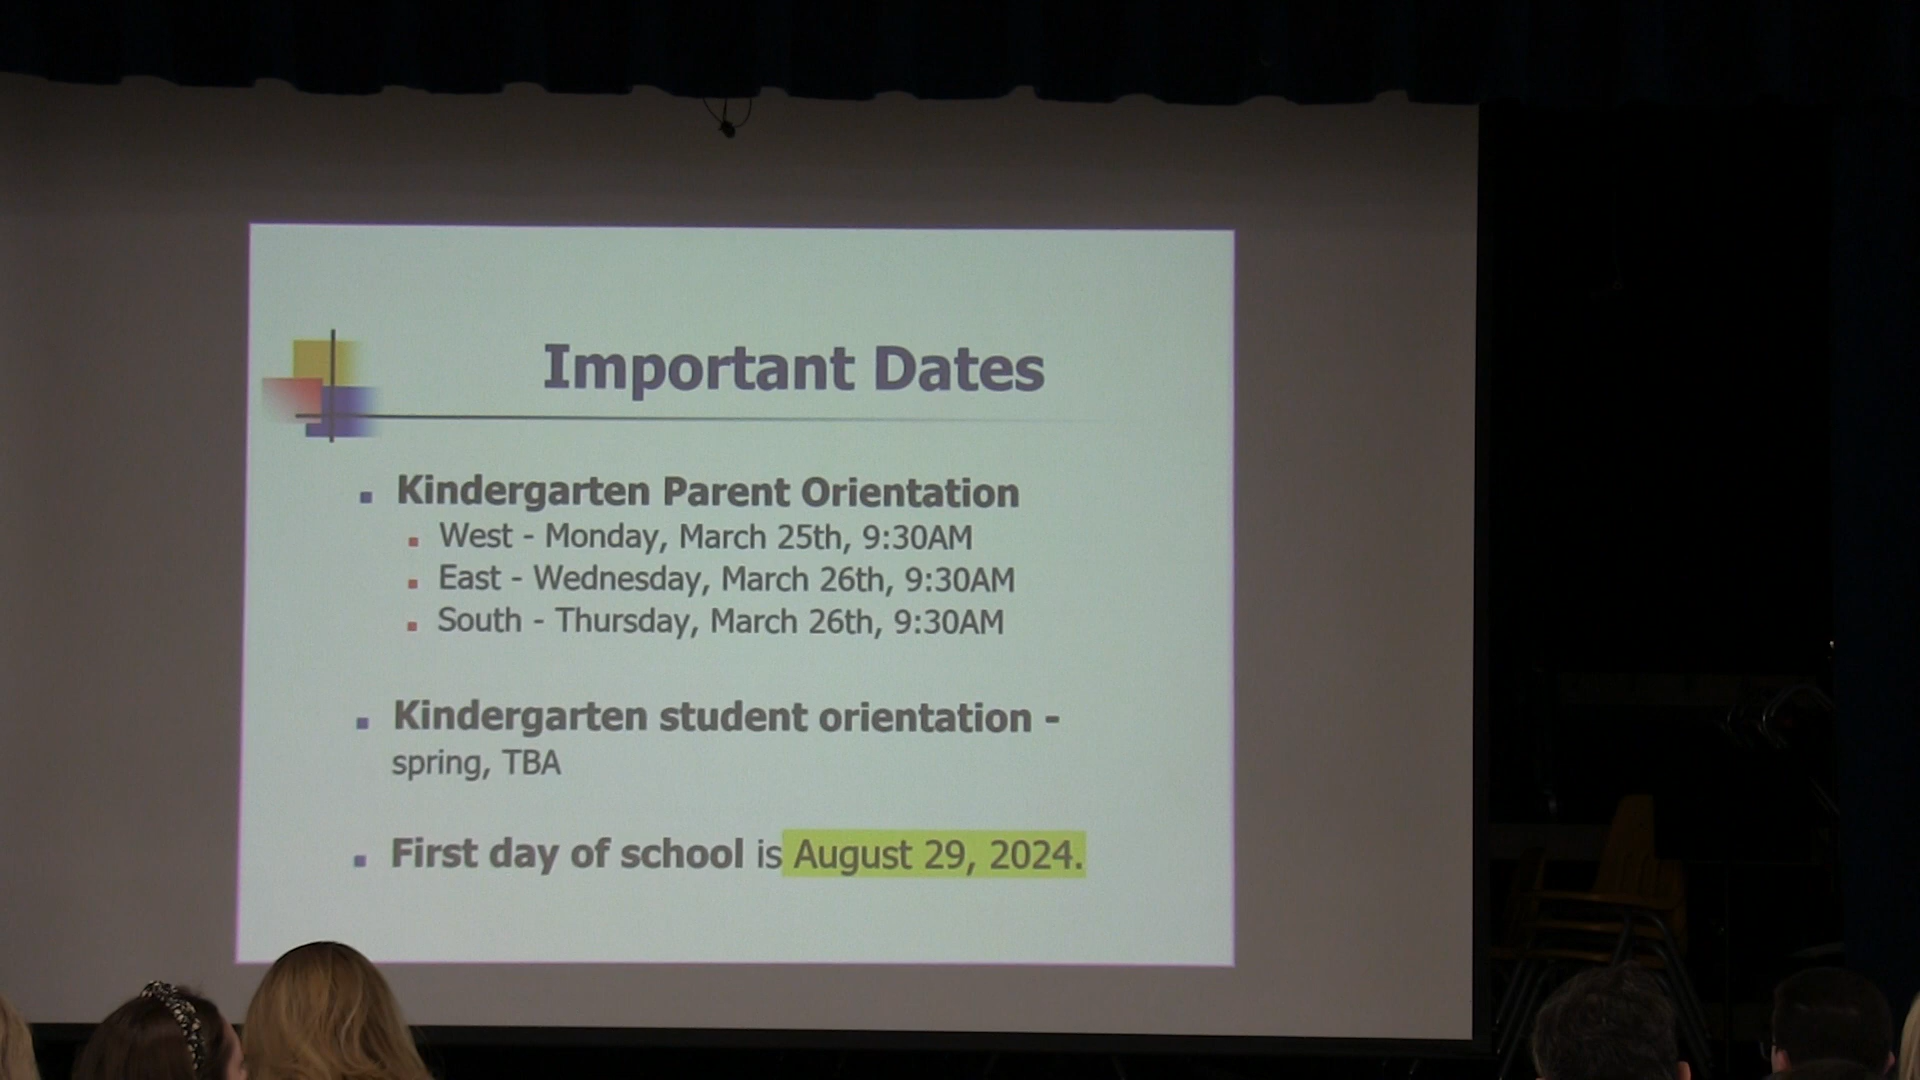 Important Dates
Kindergarten Parent Orientation
West - Monday, March 25th, 9:30AM
East - Wednesday, March 26th, 9:30AM
South - Thursday, March 26th, 9:30AM
Kindergarten student orientation -
spring, TBA
First day of school is August 29, 2024.